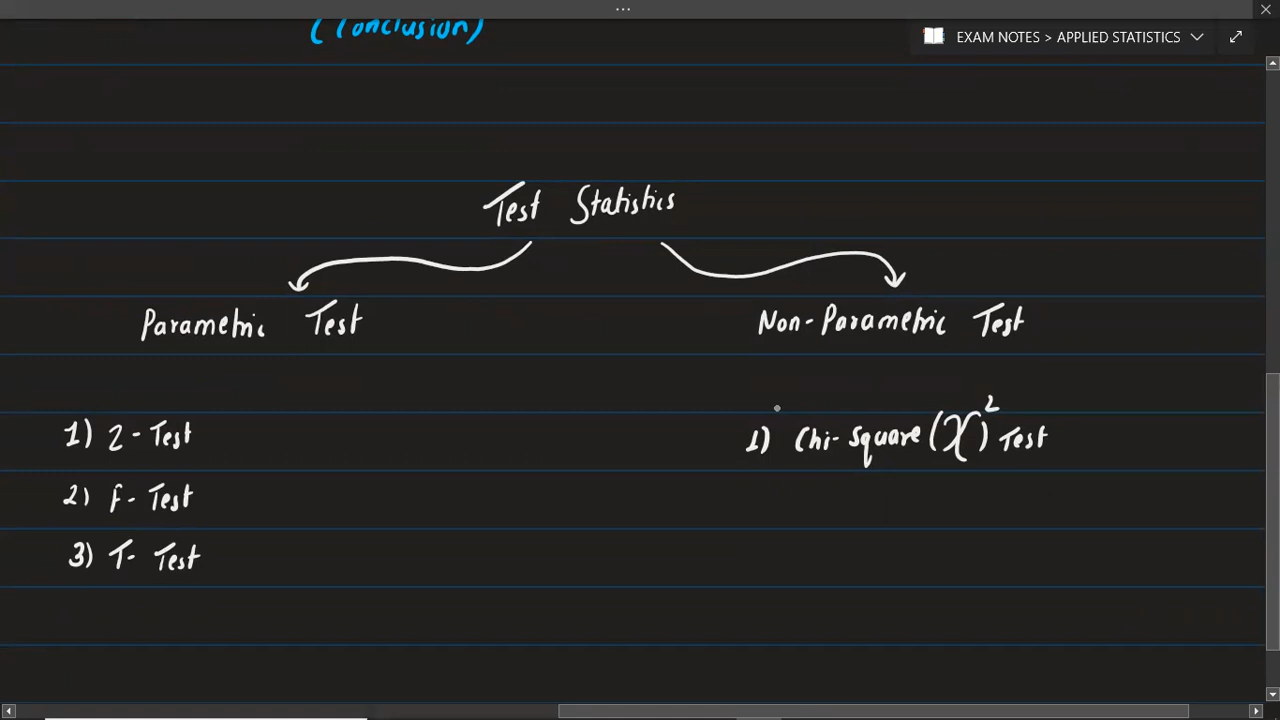 (Conclusion)
EXAM NOTES > APPLIED STATISTICS
Test Statistics
Parametric Test
Non-Parametric Test
1) Z-Test
1) Chi-Square (χ)² Test
2) F-Test
3) T-Test